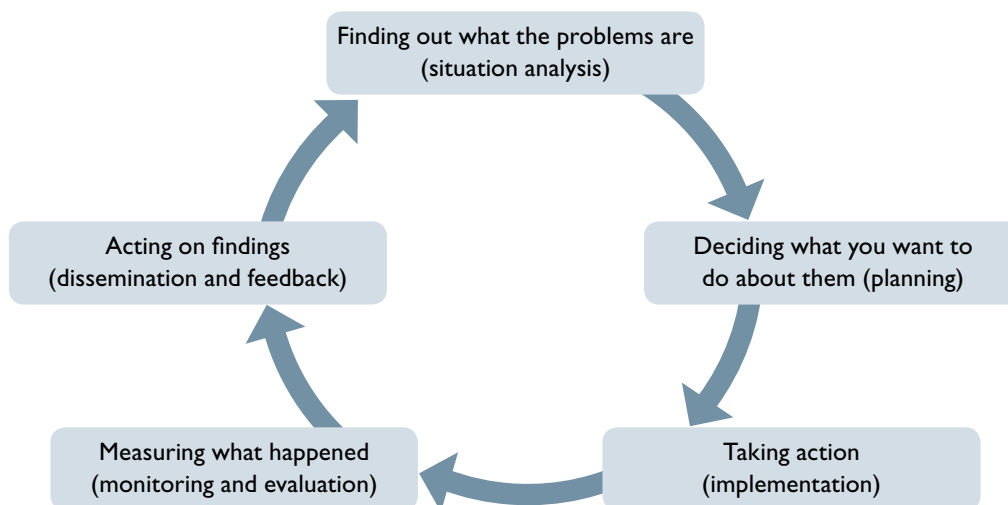 Finding out what the problems are
(situation analysis)
Deciding what you want to
do about them (planning)
Taking action
(implementation)
Measuring what happened
(monitoring and evaluation)
Acting on findings
(dissemination and feedback)